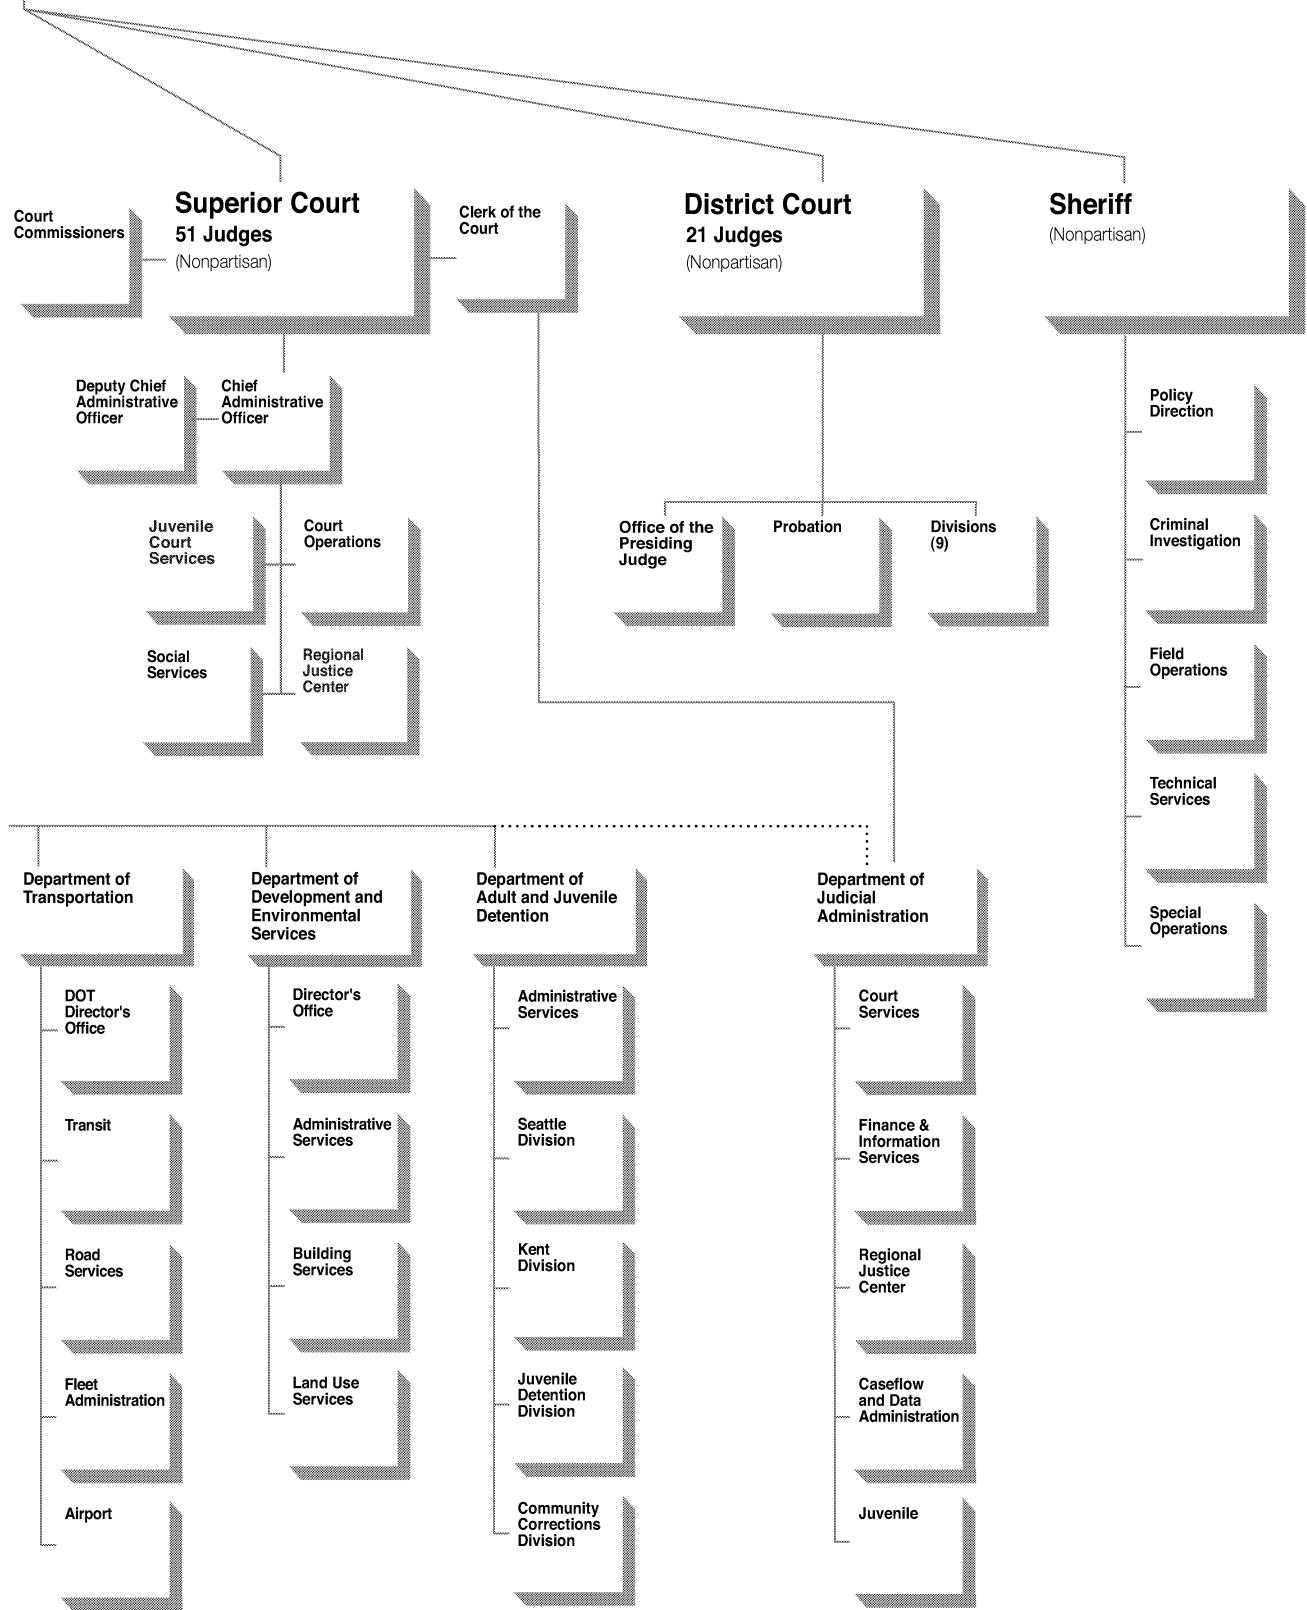 Court
Commissioners
Superior Court
51 Judges
(Nonpartisan)
Clerk of the
Court
District Court
21 Judges
(Nonpartisan)
Sheriff
(Nonpartisan)
Deputy Chief
Administrative
Officer
Chief
Administrative
Officer
Juvenile
Court
Services
Court
Operations
Social
Services
Regional
Justice
Center
Office of the
Presiding
Judge
Probation
Divisions
(9)
Policy
Direction
Criminal
Investigation
Field
Operations
Technical
Services
Special
Operations
Department of
Transportation
DOT
Director's
Office
Transit
Road
Services
Fleet
Administration
Airport
Department of
Development and
Environmental
Services
Director's
Office
Administrative
Services
Building
Services
Land Use
Services
Department of
Adult and Juvenile
Detention
Administrative
Services
Seattle
Division
Kent
Division
Juvenile
Detention
Division
Community
Corrections
Division
Department of
Judicial
Administration
Court
Services
Finance &
Information
Services
Regional
Justice
Center
Caseflow
and Data
Administration
Juvenile